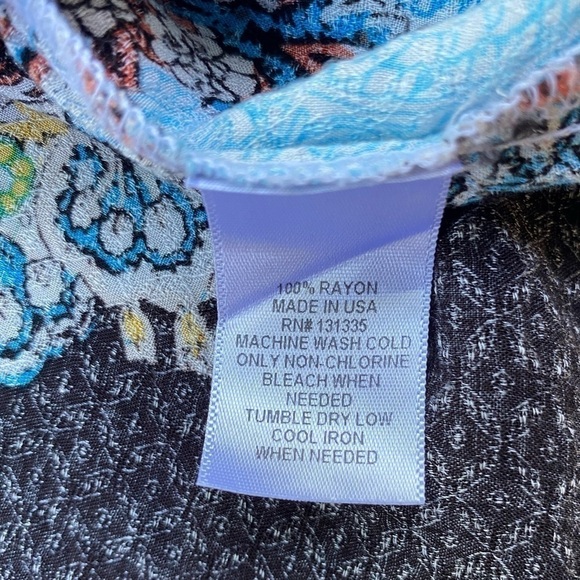 100% RAYON
MADE IN USA
RN# 131335
MACHINE WASH COLD
ONLY NON-CHLORINE
BLEACH WHEN
NEEDED
TUMBLE DRY LOW
COOL IRON
WHEN NEEDED